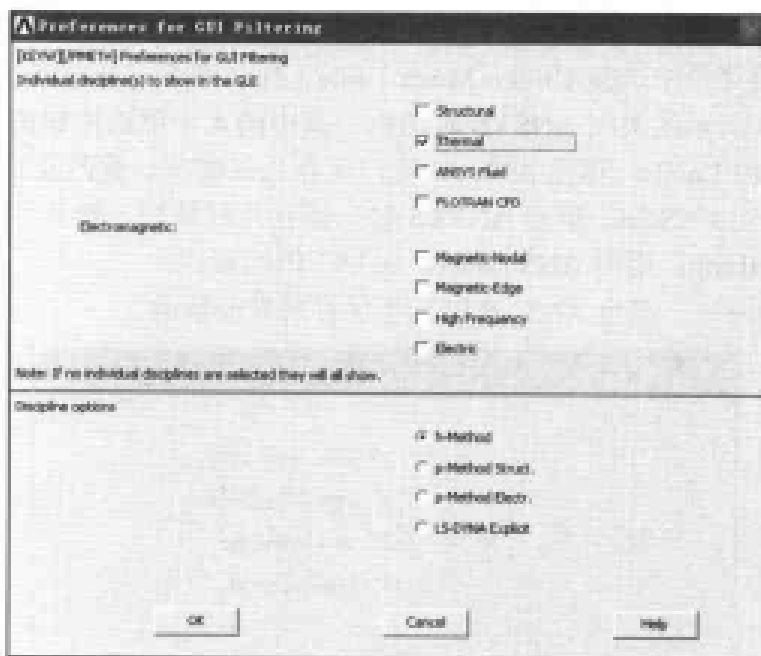 Preferences for GUI Filtering
[KEYW][/PMETH] Preferences for GUI Filtering
Individual discipline(s) to show in the GUI
Structural
Thermal
ANSYS Fluid
FLOTRAN CFD
Electromagnetic:
Magnetic-Nodal
Magnetic-Edge
High Frequency
Electric
Note: If no individual disciplines are selected they will all show.
Discipline options
h-Method
p-Method Struct.
p-Method Electr.
LS-DYNA Explicit
OK
Cancel
Help